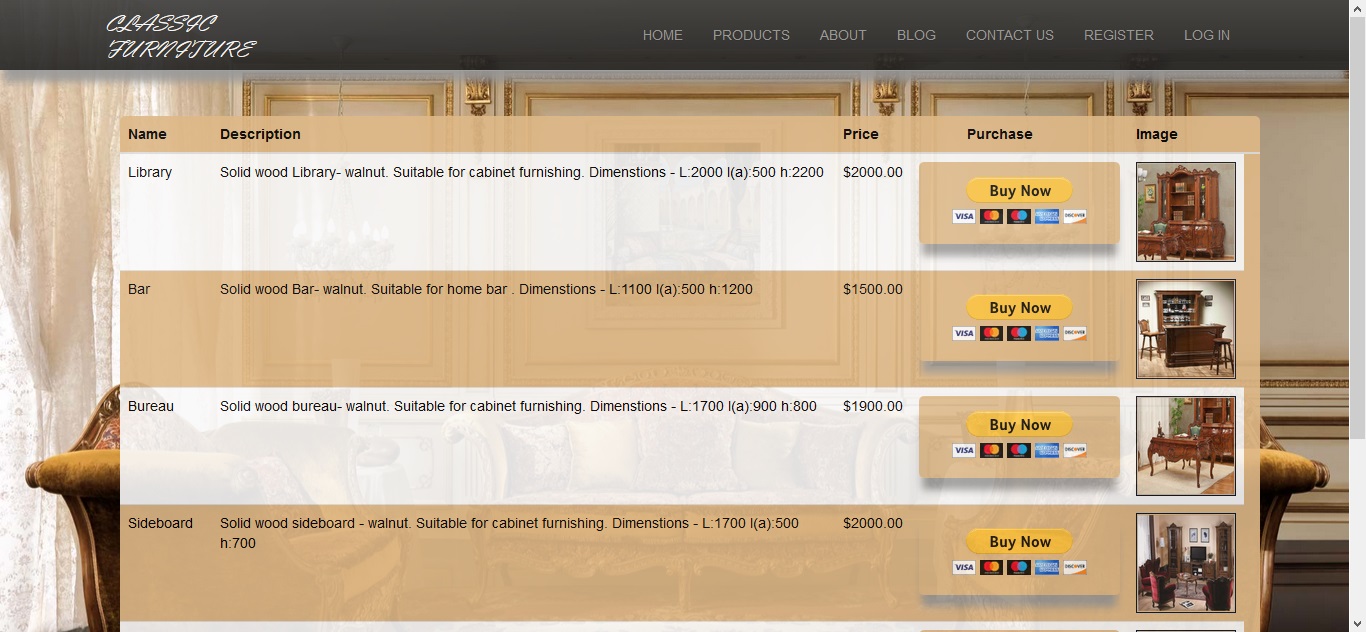 CLASSIC
FURNITURE
HOME PRODUCTS ABOUT BLOG CONTACT US REGISTER LOG IN
Name Description Price Purchase Image
Library Solid wood Library- walnut. Suitable for cabinet furnishing. Dimenstions - L:2000 l(a):500 h:2200 $2000.00
Buy Now
VISA DISCOVER
Bar Solid wood Bar- walnut. Suitable for home bar . Dimenstions - L:1100 l(a):500 h:1200 $1500.00
Buy Now
VISA DISCOVER
Bureau Solid wood bureau- walnut. Suitable for cabinet furnishing. Dimenstions - L:1700 l(a):900 h:800 $1900.00
Buy Now
VISA DISCOVER
Sideboard Solid wood sideboard - walnut. Suitable for cabinet furnishing. Dimenstions - L:1700 l(a):500 $2000.00
h:700
Buy Now
VISA DISCOVER